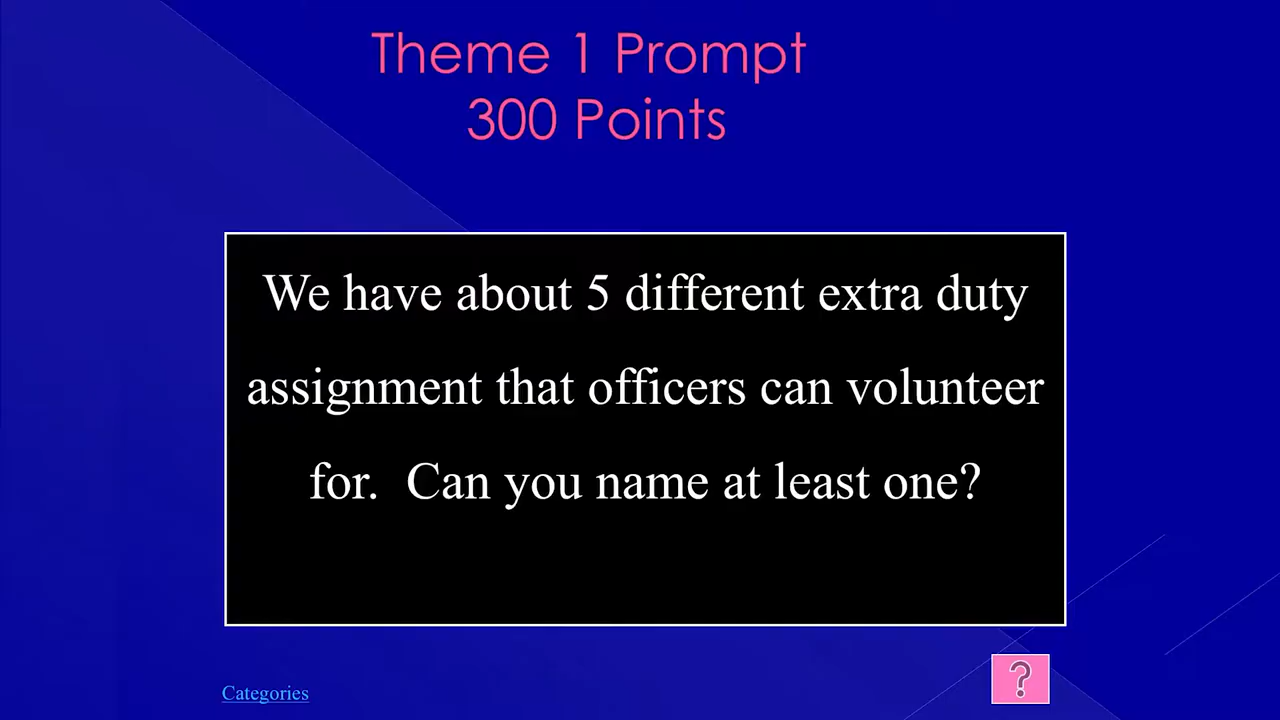 Theme 1 Prompt
300 Points
We have about 5 different extra duty
assignment that officers can volunteer
for.  Can you name at least one?
Categories
?